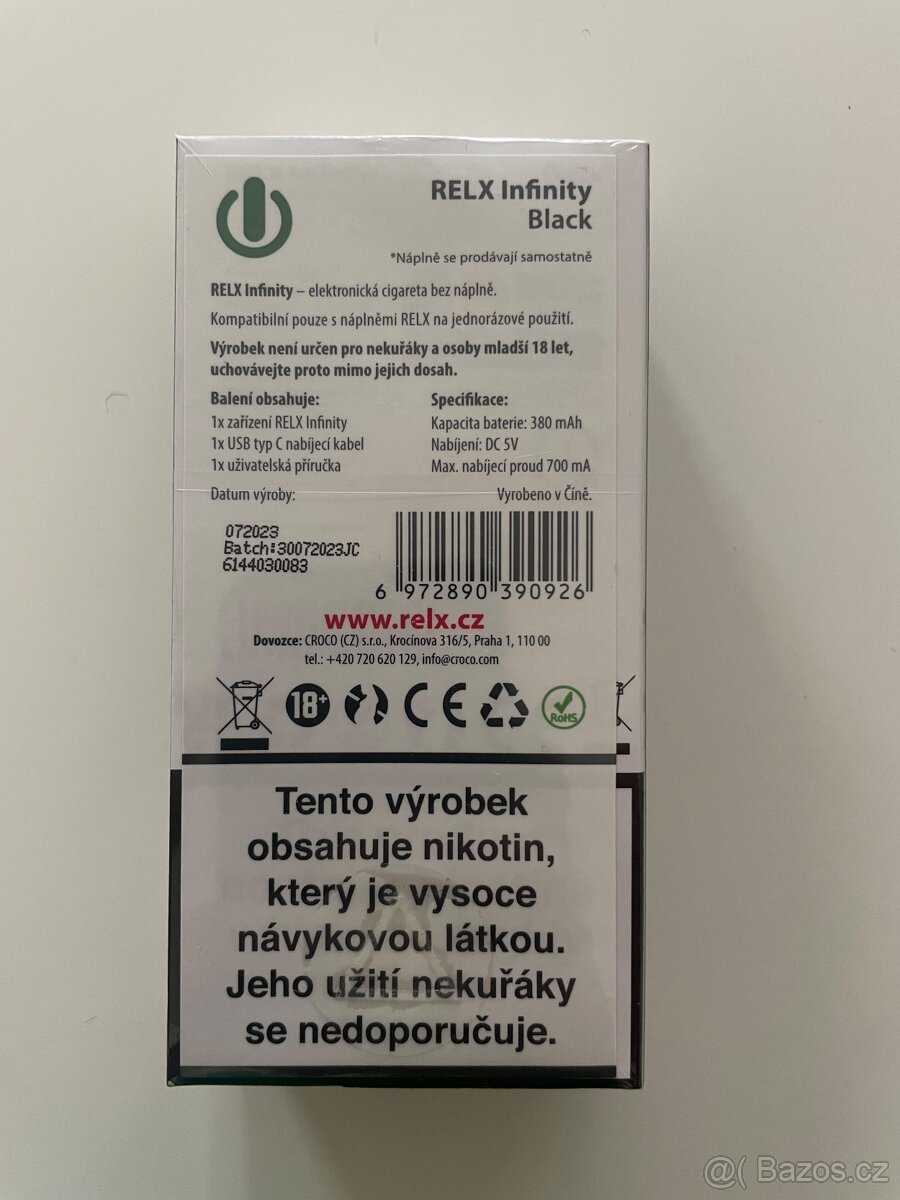 RELX Infinity
Black
*Náplně se prodávají samostatně
RELX Infinity – elektronická cigareta bez náplně.
Kompatibilní pouze s náplněmi RELX na jednorázové použití.
Výrobek není určen pro nekuřáky a osoby mladší 18 let,
uchovávejte proto mimo jejich dosah.
Balení obsahuje:
1x zařízení RELX Infinity
1x USB typ C nabíjecí kabel
1x uživatelská příručka
Specifikace:
Kapacita baterie: 380 mAh
Nabíjení: DC 5V
Max. nabíjecí proud 700 mA
Datum výroby:
Vyrobeno v Číně.
072023
Batch:30072023JC
6144030083
6 972890 390926
www.relx.cz
Dovozce: CROCO (CZ) s.r.o., Krocínova 316/5, Praha 1, 110 00
tel.: +420 720 620 129, info@croco.com
18+
CE
RoHS
Tento výrobek
obsahuje nikotin,
který je vysoce
návykovou látkou.
Jeho užití nekuřáky
se nedoporučuje.
@( Bazos.cz